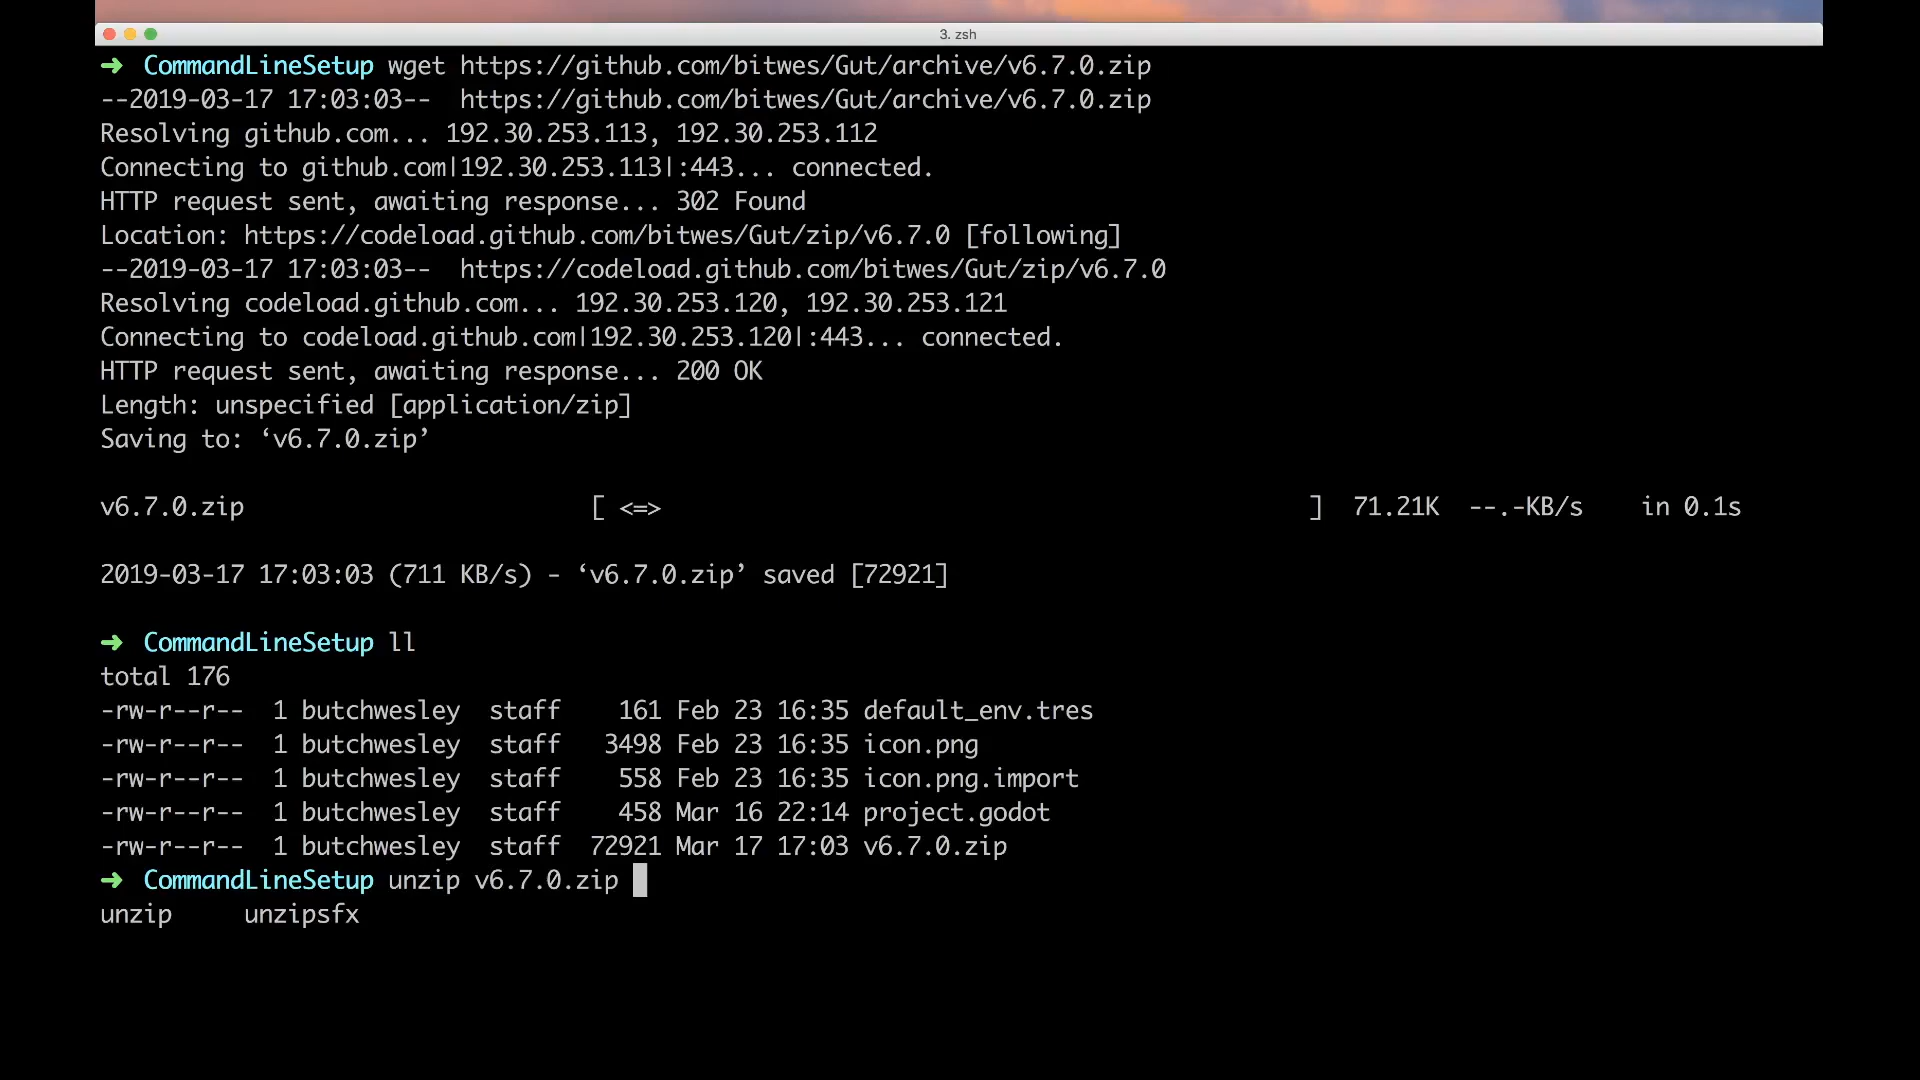 3. zsh
➜ CommandLineSetup wget https://github.com/bitwes/Gut/archive/v6.7.0.zip
--2019-03-17 17:03:03--  https://github.com/bitwes/Gut/archive/v6.7.0.zip
Resolving github.com... 192.30.253.113, 192.30.253.112
Connecting to github.com|192.30.253.113|:443... connected.
HTTP request sent, awaiting response... 302 Found
Location: https://codeload.github.com/bitwes/Gut/zip/v6.7.0 [following]
--2019-03-17 17:03:03--  https://codeload.github.com/bitwes/Gut/zip/v6.7.0
Resolving codeload.github.com... 192.30.253.120, 192.30.253.121
Connecting to codeload.github.com|192.30.253.120|:443... connected.
HTTP request sent, awaiting response... 200 OK
Length: unspecified [application/zip]
Saving to: ‘v6.7.0.zip’
v6.7.0.zip [ <=> ] 71.21K --.-KB/s in 0.1s
2019-03-17 17:03:03 (711 KB/s) - ‘v6.7.0.zip’ saved [72921]
➜ CommandLineSetup ll
total 176
-rw-r--r--  1 butchwesley  staff    161 Feb 23 16:35 default_env.tres
-rw-r--r--  1 butchwesley  staff   3498 Feb 23 16:35 icon.png
-rw-r--r--  1 butchwesley  staff    558 Feb 23 16:35 icon.png.import
-rw-r--r--  1 butchwesley  staff    458 Mar 16 22:14 project.godot
-rw-r--r--  1 butchwesley  staff  72921 Mar 17 17:03 v6.7.0.zip
➜ CommandLineSetup unzip v6.7.0.zip
unzip     unzipsfx